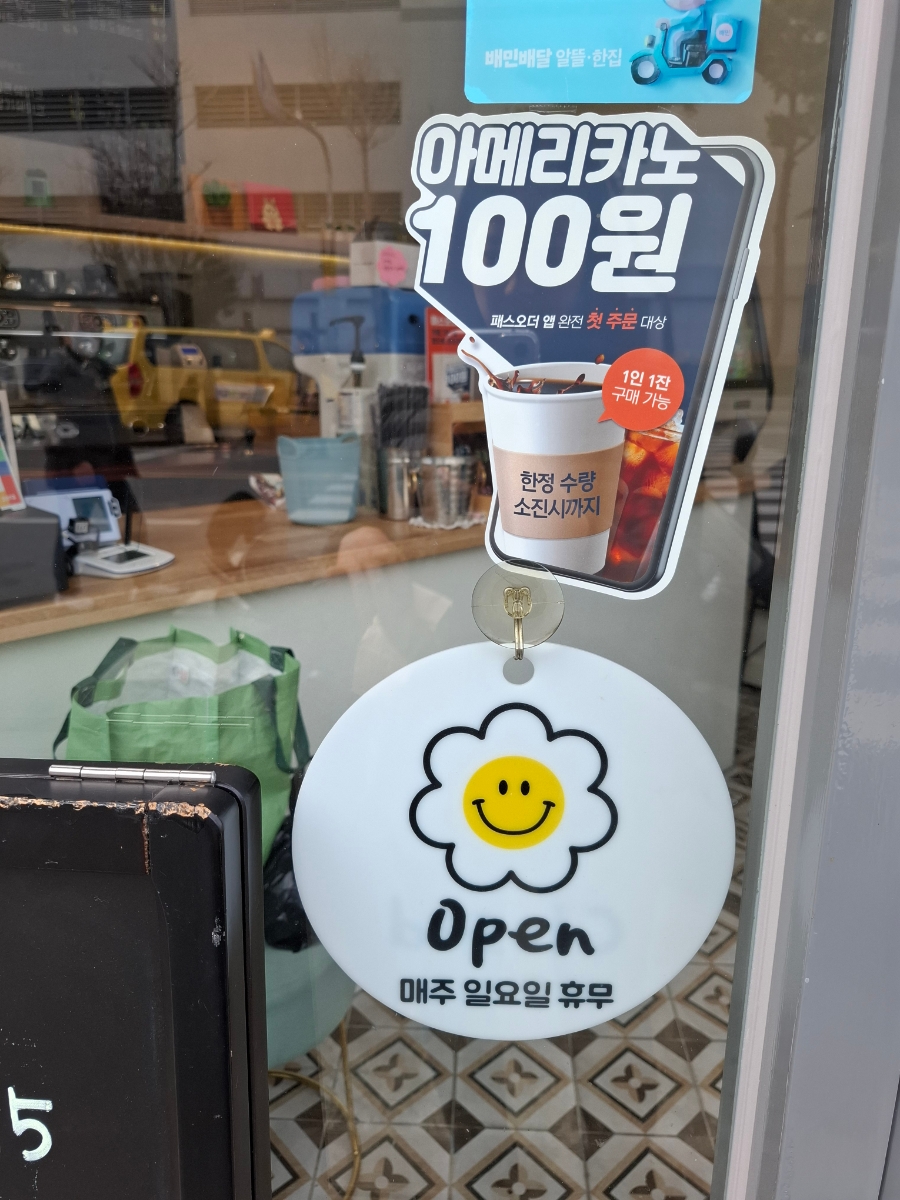 배민배달 알뜰·한집
아메리카노
100원
패스오더 앱 완전 첫 주문 대상
1인 1잔
구매 가능
한정 수량
소진시까지
Open
매주 일요일 휴무
5